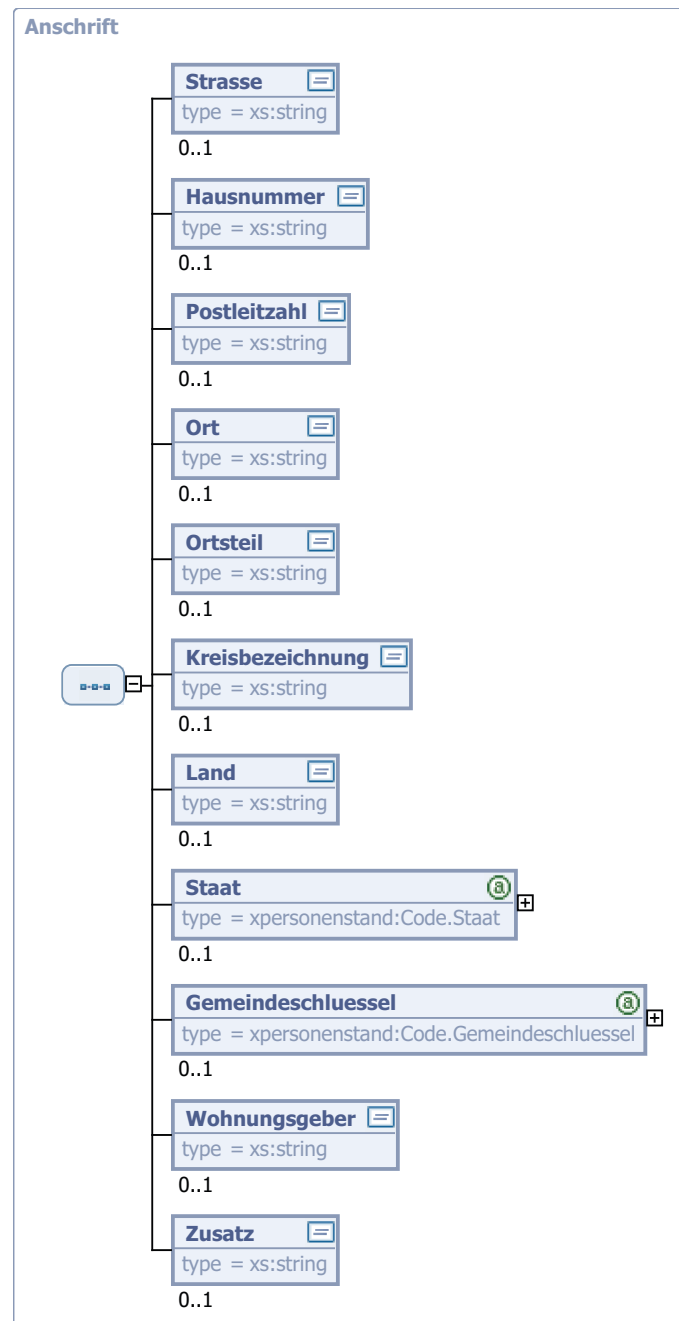 Anschrift
Strasse
type = xs:string
0..1
Hausnummer
type = xs:string
0..1
Postleitzahl
type = xs:string
0..1
Ort
type = xs:string
0..1
Ortsteil
type = xs:string
0..1
Kreisbezeichnung
type = xs:string
0..1
Land
type = xs:string
0..1
Staat
type = xpersonenstand:Code.Staat
0..1
Gemeindeschluessel
type = xpersonenstand:Code.Gemeindeschluessel
0..1
Wohnungsgeber
type = xs:string
0..1
Zusatz
type = xs:string
0..1